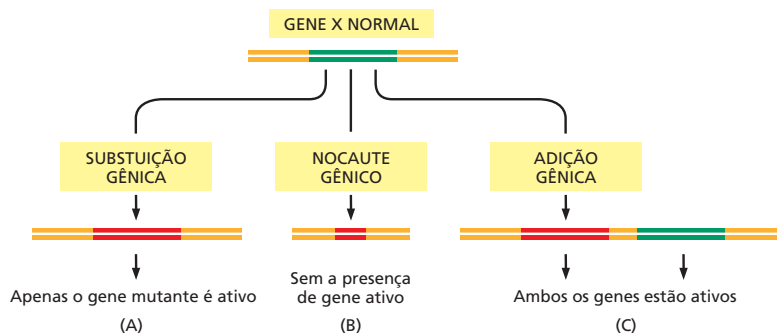 GENE X NORMAL
SUBSTUIÇÃO
GÊNICA
NOCAUTE
GÊNICO
ADIÇÃO
GÊNICA
Apenas o gene mutante é ativo
(A)
Sem a presença
de gene ativo
(B)
Ambos os genes estão ativos
(C)